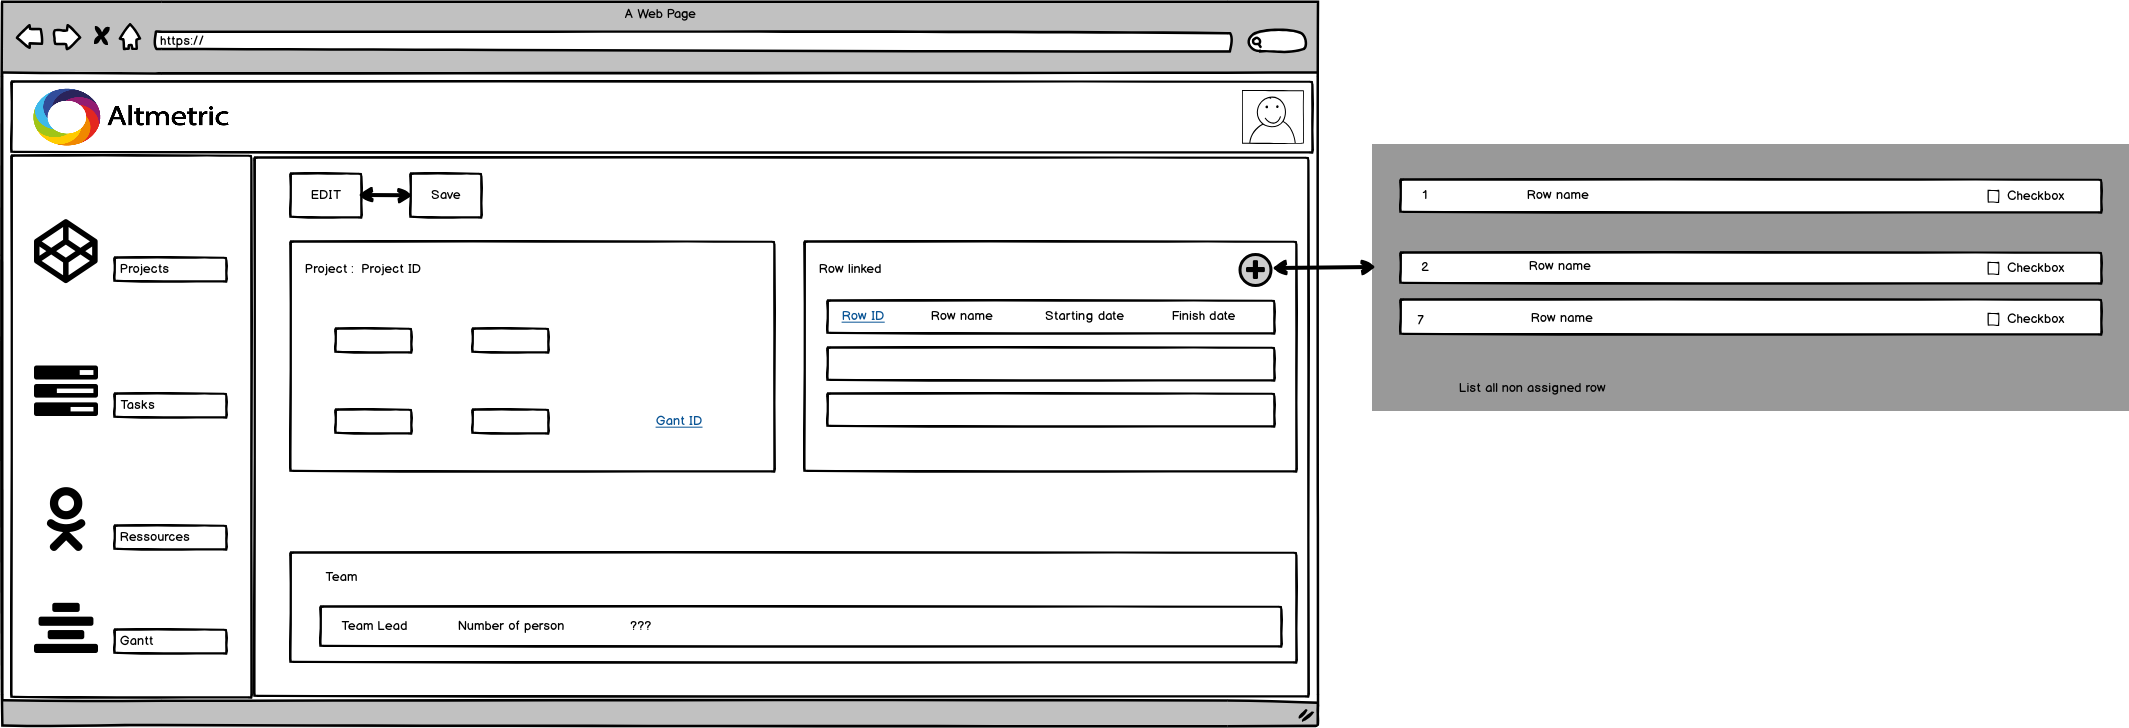 A Web Page
https://
Altmetric
EDIT
Save
Projects
Tasks
Ressources
Gantt
Project : Project ID
Gant ID
Row linked
Row ID Row name Starting date Finish date
Team
Team Lead Number of person ???
1 Row name Checkbox
2 Row name Checkbox
7 Row name Checkbox
List all non assigned row